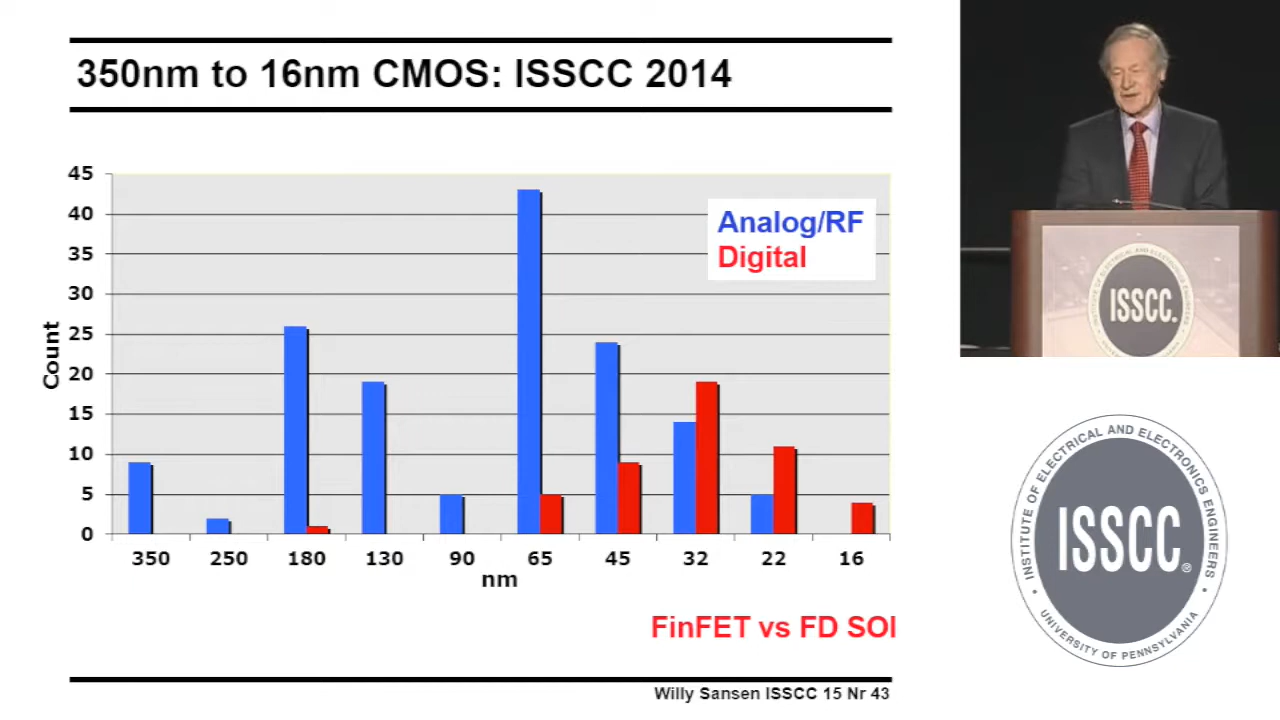 350nm to 16nm CMOS: ISSCC 2014
45
40
35
30
25
20
15
10
5
0
Count
Analog/RF
Digital
350 250 180 130 90 65 45 32 22 16
nm
FinFET vs FD SOI
Willy Sansen ISSCC 15 Nr 43
ISSCC.
INSTITUTE OF ELECTRICAL AND ELECTRONICS ENGINEERS
ISSCC®
UNIVERSITY OF PENNSYLVANIA